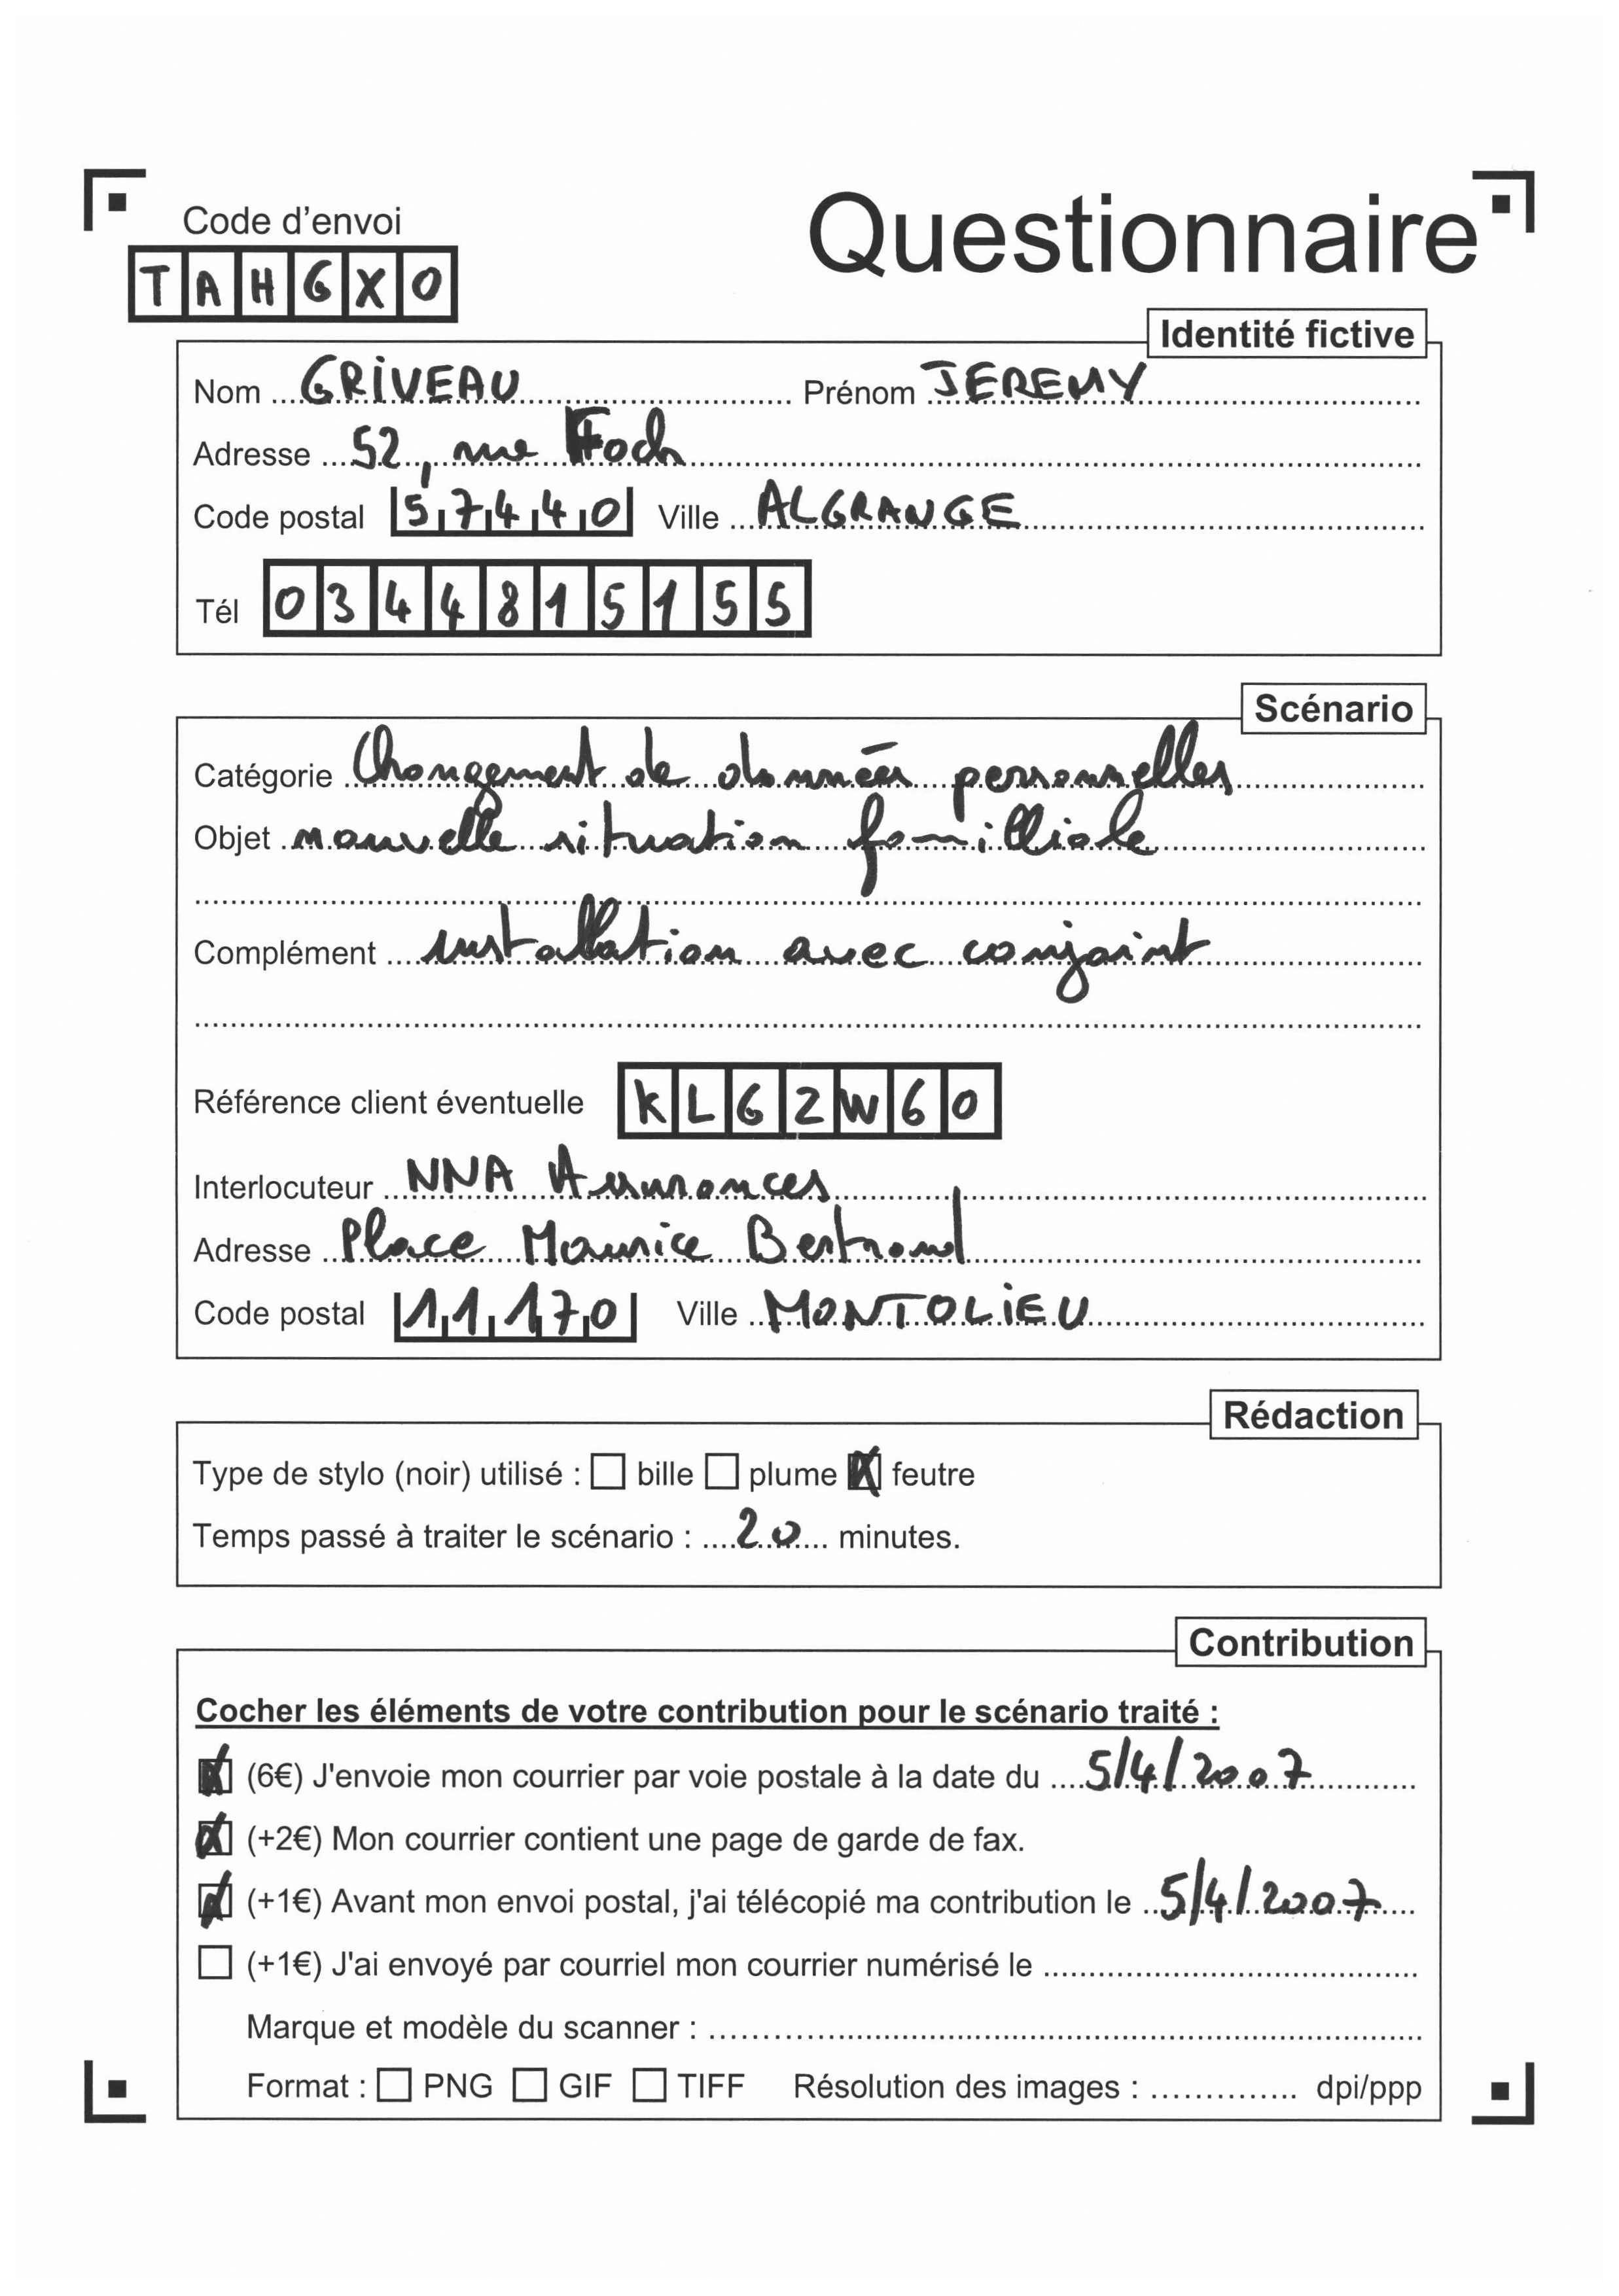 Code d'envoi
Questionnaire
TAHGXO
Identité fictive
Nom GRIVEAU Prénom JEREMY
Adresse 52, rue Foch
Code postal 57440 Ville ALGRANGE
Tél 0344815155
Scénario
Catégorie Changement de données personnelles
Objet nouvelle situation familliale
Complément installation avec conjoint
Référence client éventuelle KL62W60
Interlocuteur NNA Assurances
Adresse Place Maurice Bertrand
Code postal 11170 Ville MONTOLIEU
Rédaction
Type de stylo (noir) utilisé : bille plume feutre
Temps passé à traiter le scénario : 20 minutes.
Contribution
Cocher les éléments de votre contribution pour le scénario traité :
(6€) J'envoie mon courrier par voie postale à la date du 5/4/2007
(+2€) Mon courrier contient une page de garde de fax.
(+1€) Avant mon envoi postal, j'ai télécopié ma contribution le 5/4/2007
(+1€) J'ai envoyé par courriel mon courrier numérisé le
Marque et modèle du scanner :
Format : PNG GIF TIFF Résolution des images : dpi/ppp